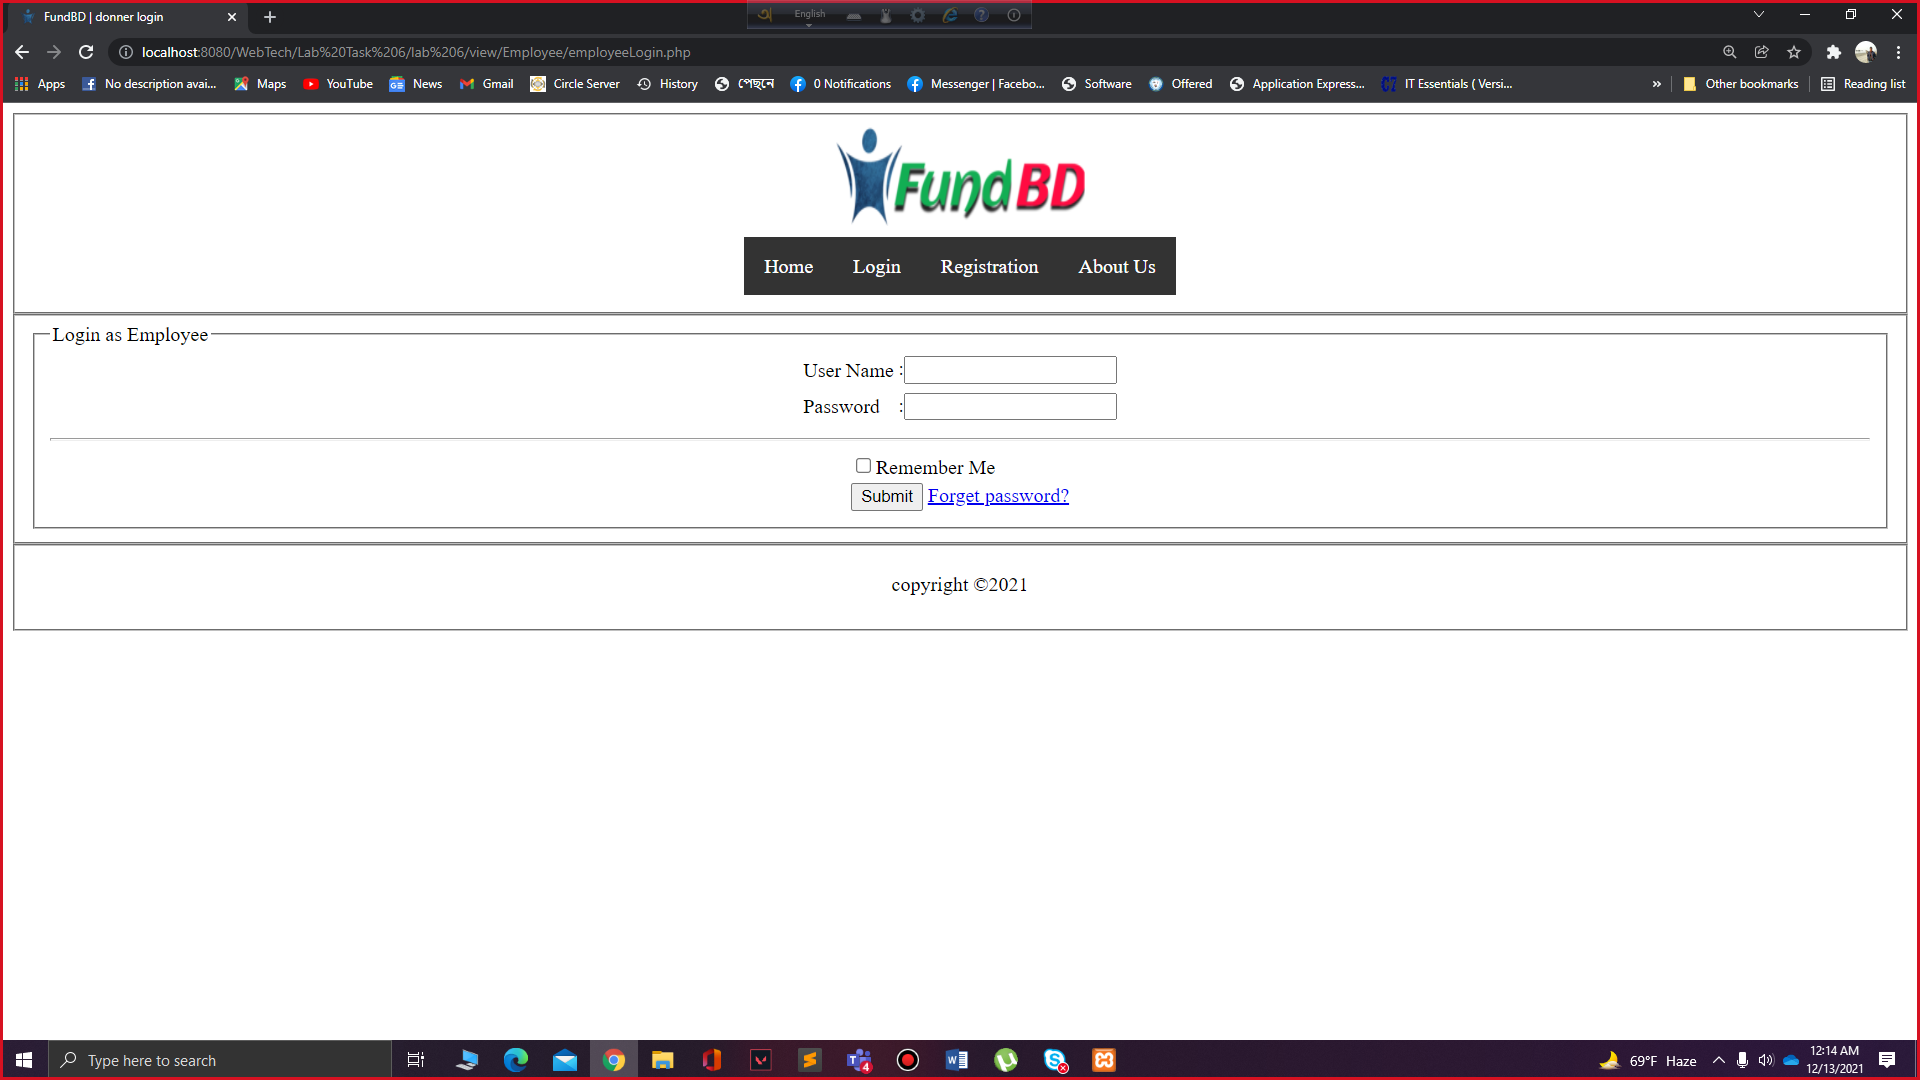 FundBD | donner login
English
localhost:8080/WebTech/Lab%20Task%206/lab%206/view/Employee/employeeLogin.php
Apps No description avai... Maps YouTube News Gmail Circle Server History পেছনে 0 Notifications Messenger | Facebo... Software Offered Application Express... IT Essentials ( Versi... » Other bookmarks Reading list
FundBD
Home Login Registration About Us
Login as Employee
User Name :
Password :
Remember Me
Submit Forget password?
copyright ©2021
Type here to search
4
69°F Haze
12:14 AM
12/13/2021